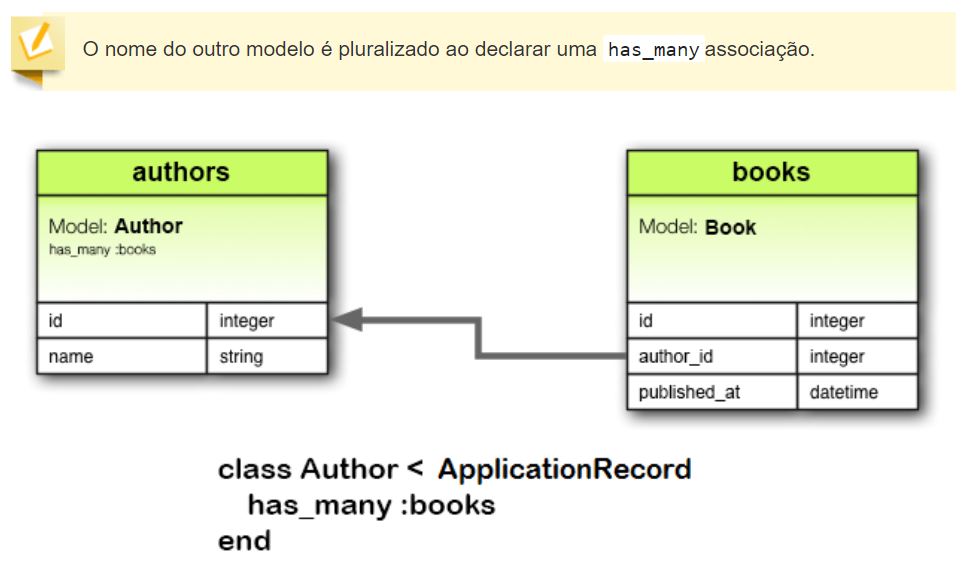 O nome do outro modelo é pluralizado ao declarar uma has_many associação.
authors
Model: Author
has_many :books
id integer
name string
books
Model: Book
id integer
author_id integer
published_at datetime
class Author < ApplicationRecord
has_many :books
end